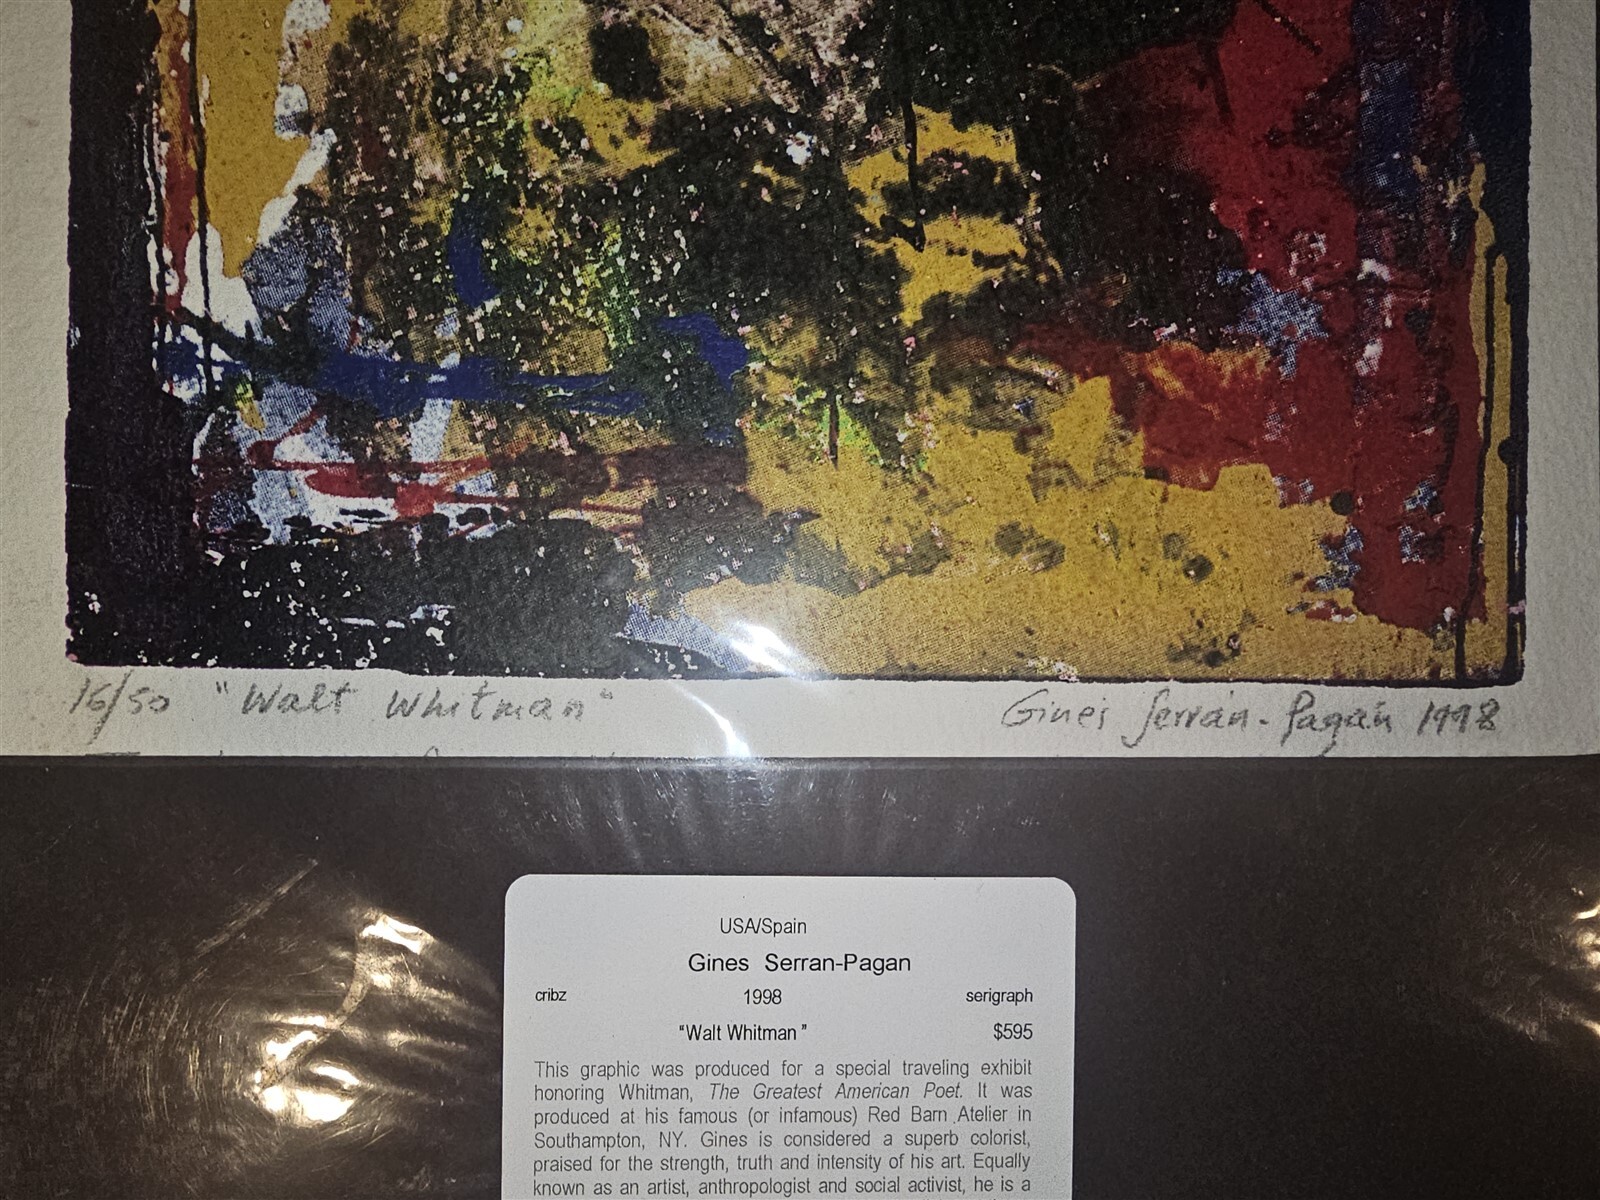 16/50 "Walt Whitman" Gines Serrán-Pagán 1998
USA/Spain
Gines Serran-Pagan
cribz 1998 serigraph
"Walt Whitman" $595
This graphic was produced for a special traveling exhibit
honoring Whitman, The Greatest American Poet. It was
produced at his famous (or infamous) Red Barn Atelier in
Southampton, NY. Gines is considered a superb colorist,
praised for the strength, truth and intensity of his art. Equally
known as an artist, anthropologist and social activist, he is a